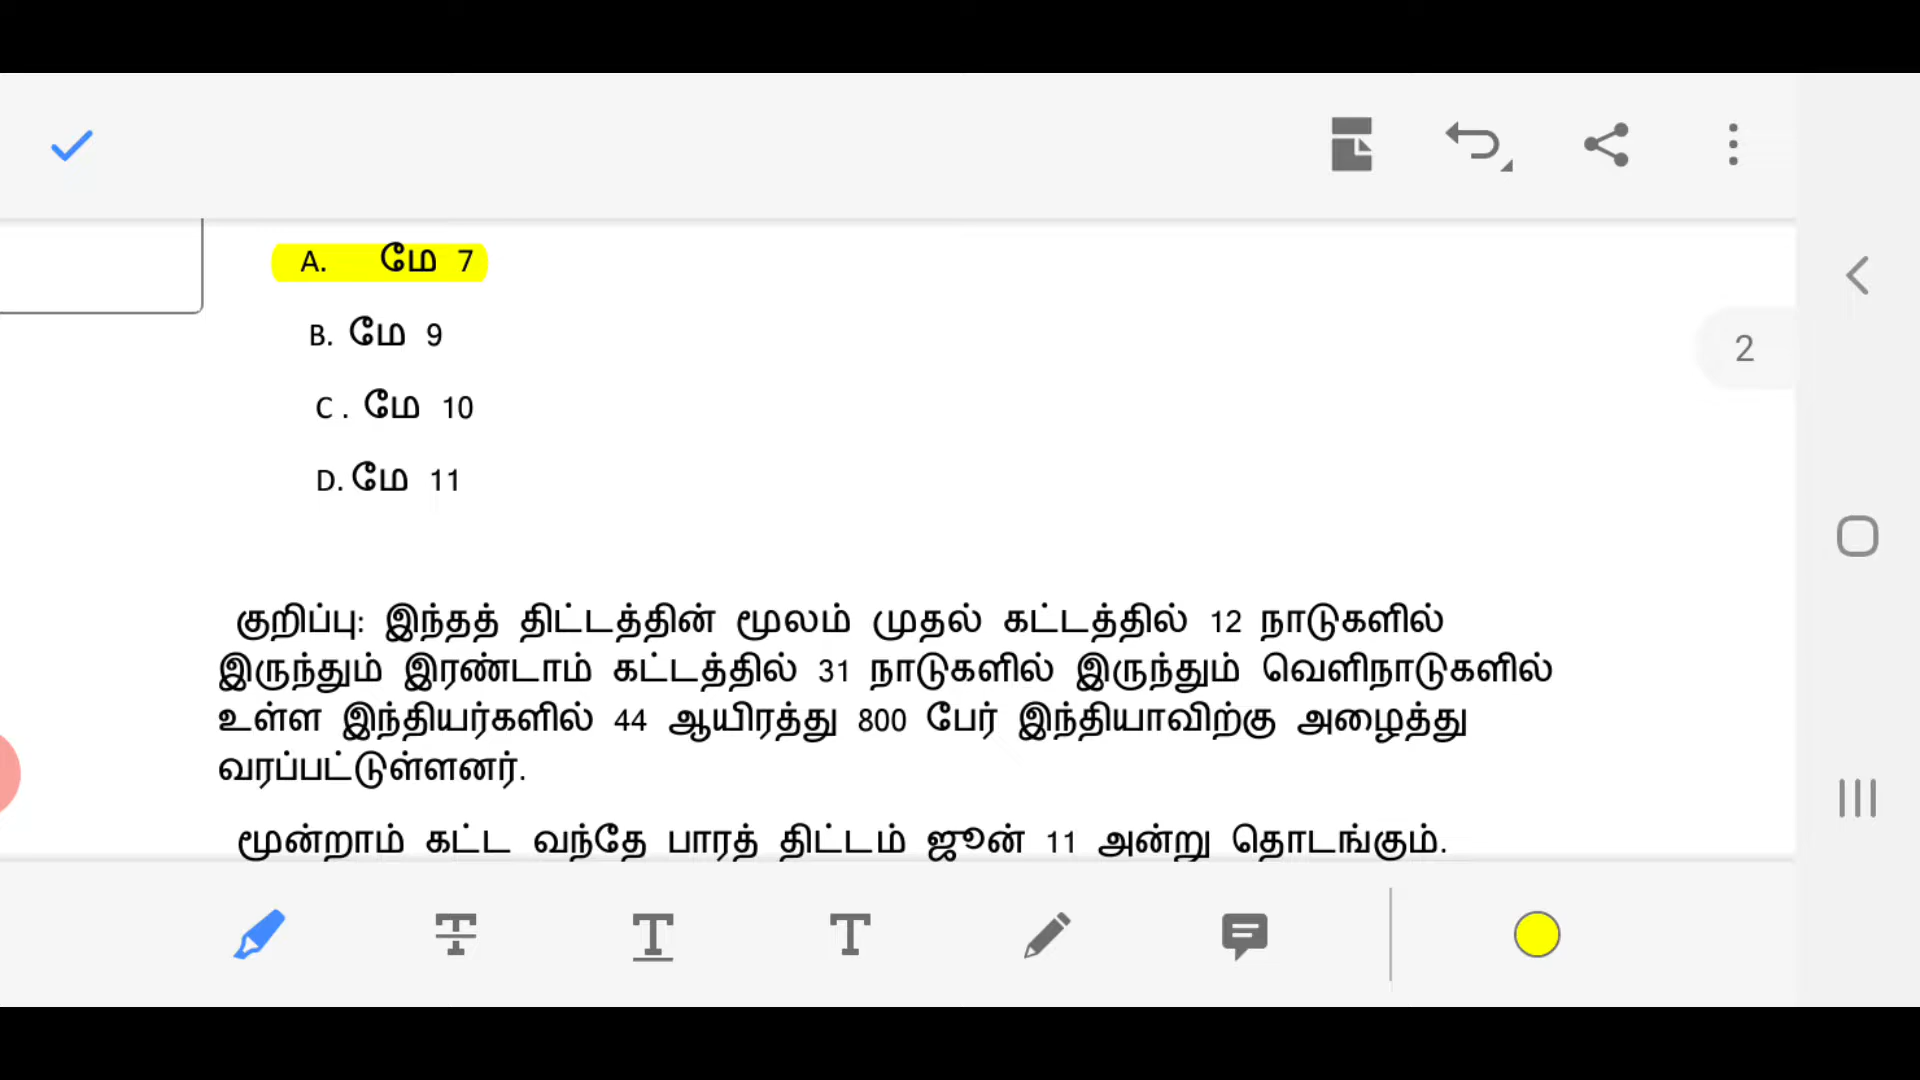 A. மே 7
B. மே 9
2
C . மே 10
D. மே 11
குறிப்பு: இந்தத் திட்டத்தின் மூலம் முதல் கட்டத்தில் 12 நாடுகளில்
இருந்தும் இரண்டாம் கட்டத்தில் 31 நாடுகளில் இருந்தும் வெளிநாடுகளில்
உள்ள இந்தியர்களில் 44 ஆயிரத்து 800 பேர் இந்தியாவிற்கு அழைத்து
வரப்பட்டுள்ளனர்.
மூன்றாம் கட்ட வந்தே பாரத் திட்டம் ஜூன் 11 அன்று தொடங்கும்.